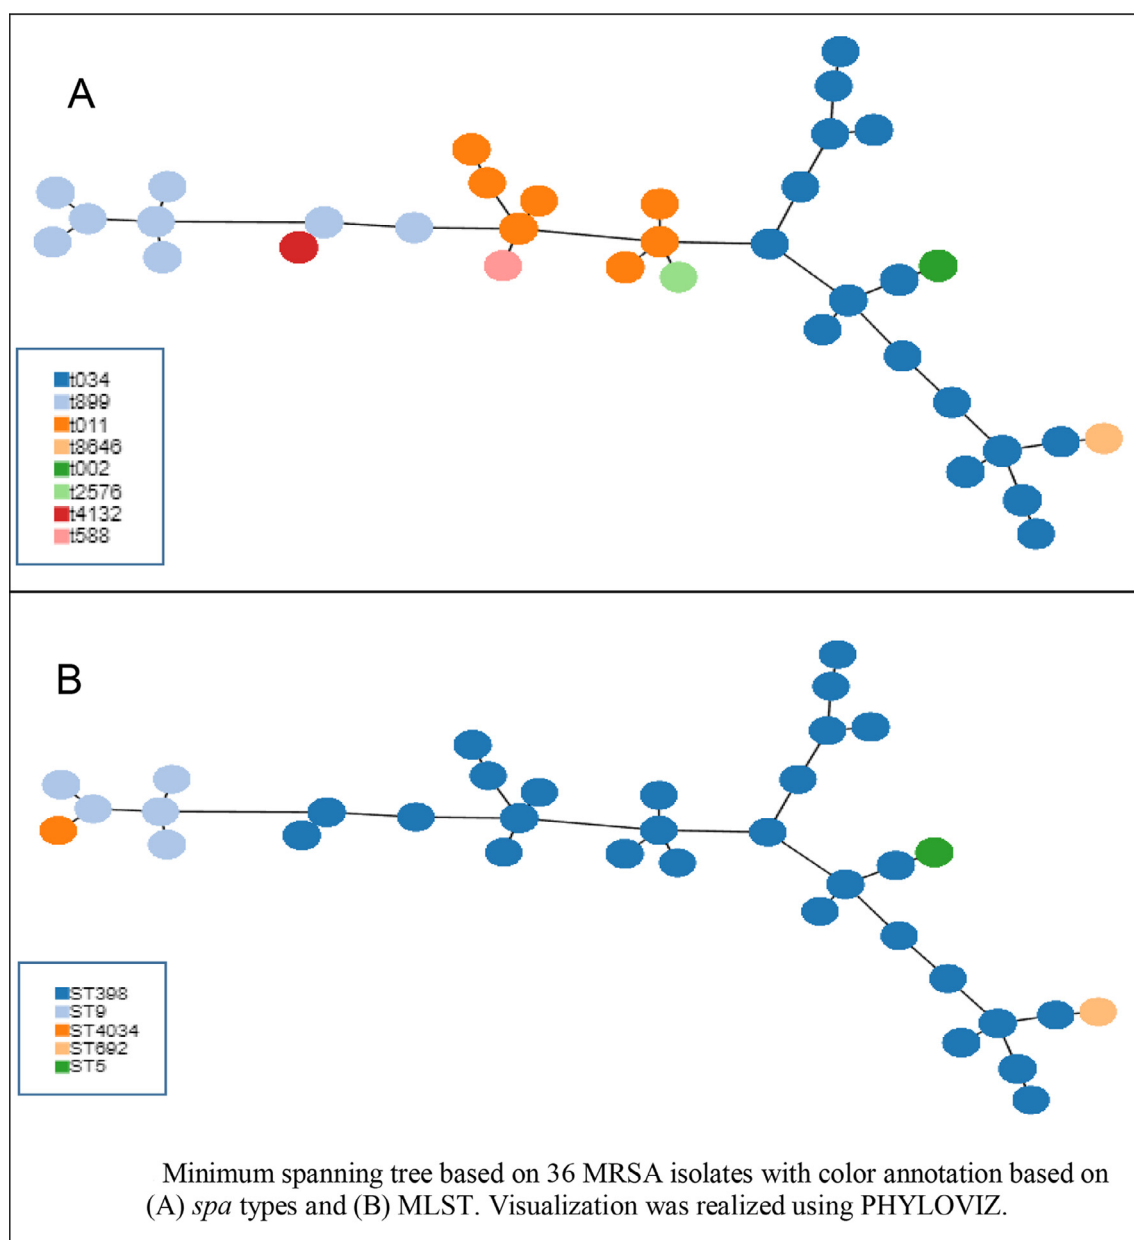 A
t034
t899
t011
t8646
t002
t2576
t4132
t588
B
ST398
ST9
ST4034
ST692
ST5
Minimum spanning tree based on 36 MRSA isolates with color annotation based on
(A) spa types and (B) MLST. Visualization was realized using PHYLOVIZ.